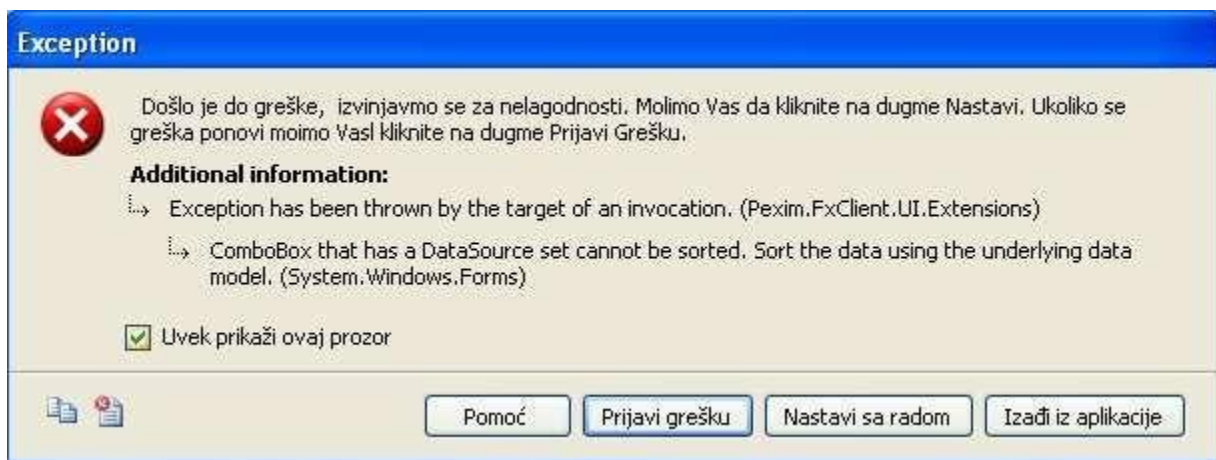 Exception
Došlo je do greške, izvinjavmo se za nelagodnosti. Molimo Vas da kliknite na dugme Nastavi. Ukoliko se
greška ponovi moimo Vasl kliknite na dugme Prijavi Grešku.
Additional information:
Exception has been thrown by the target of an invocation. (Pexim.FxClient.UI.Extensions)
ComboBox that has a DataSource set cannot be sorted. Sort the data using the underlying data
model. (System.Windows.Forms)
Uvek prikaži ovaj prozor
Pomoć Prijavi grešku Nastavi sa radom Izađi iz aplikacije